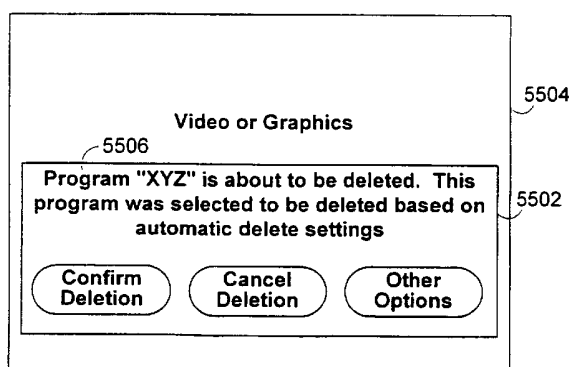 5504
Video or Graphics
5506
Program "XYZ" is about to be deleted. This
program was selected to be deleted based on
automatic delete settings
5502
Confirm
Deletion
Cancel
Deletion
Other
Options